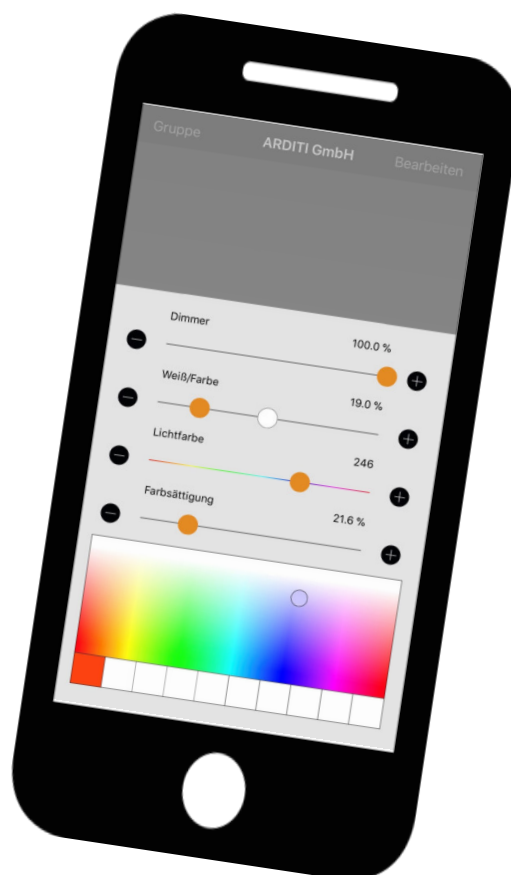 Gruppe ARDITI GmbH Bearbeiten
Dimmer 100.0 %
Weiß/Farbe 19.0 %
Lichtfarbe 246
Farbsättigung 21.6 %